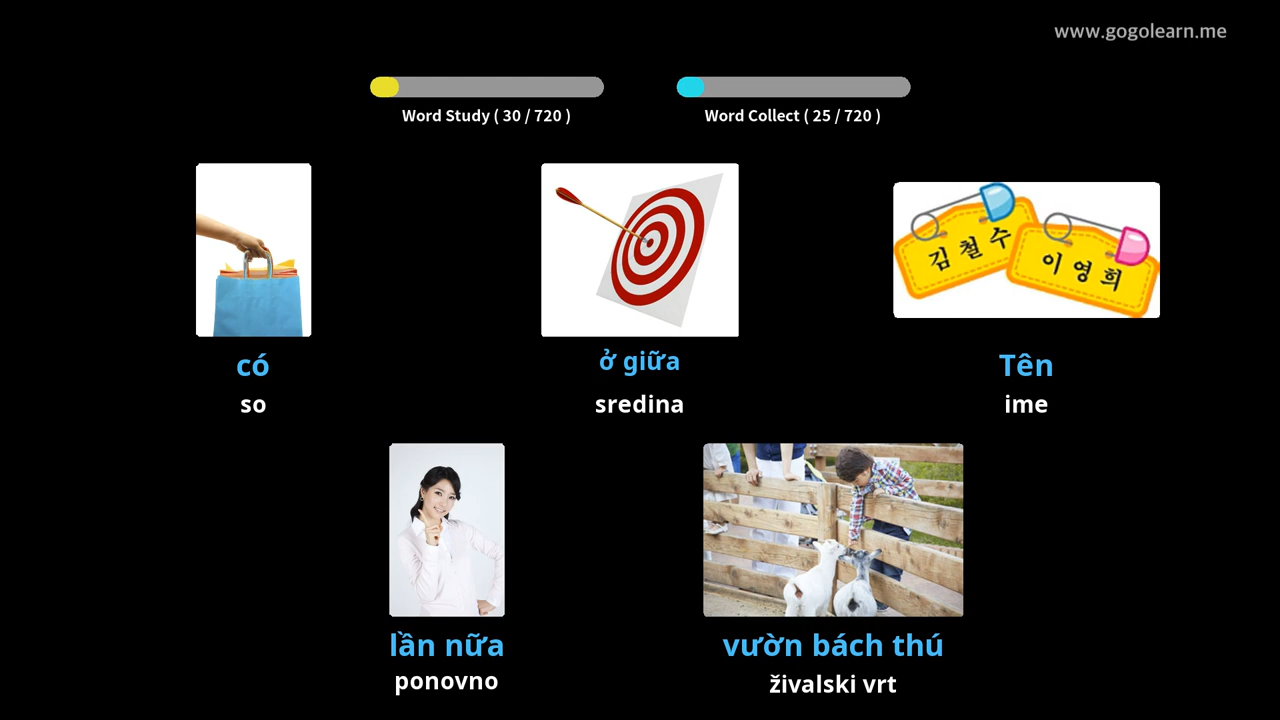 www.gogolearn.me
Word Study ( 30 / 720 )
Word Collect ( 25 / 720 )
김철수
이영희
có
ở giữa
Tên
so
sredina
ime
lần nữa
vườn bách thú
ponovno
živalski vrt